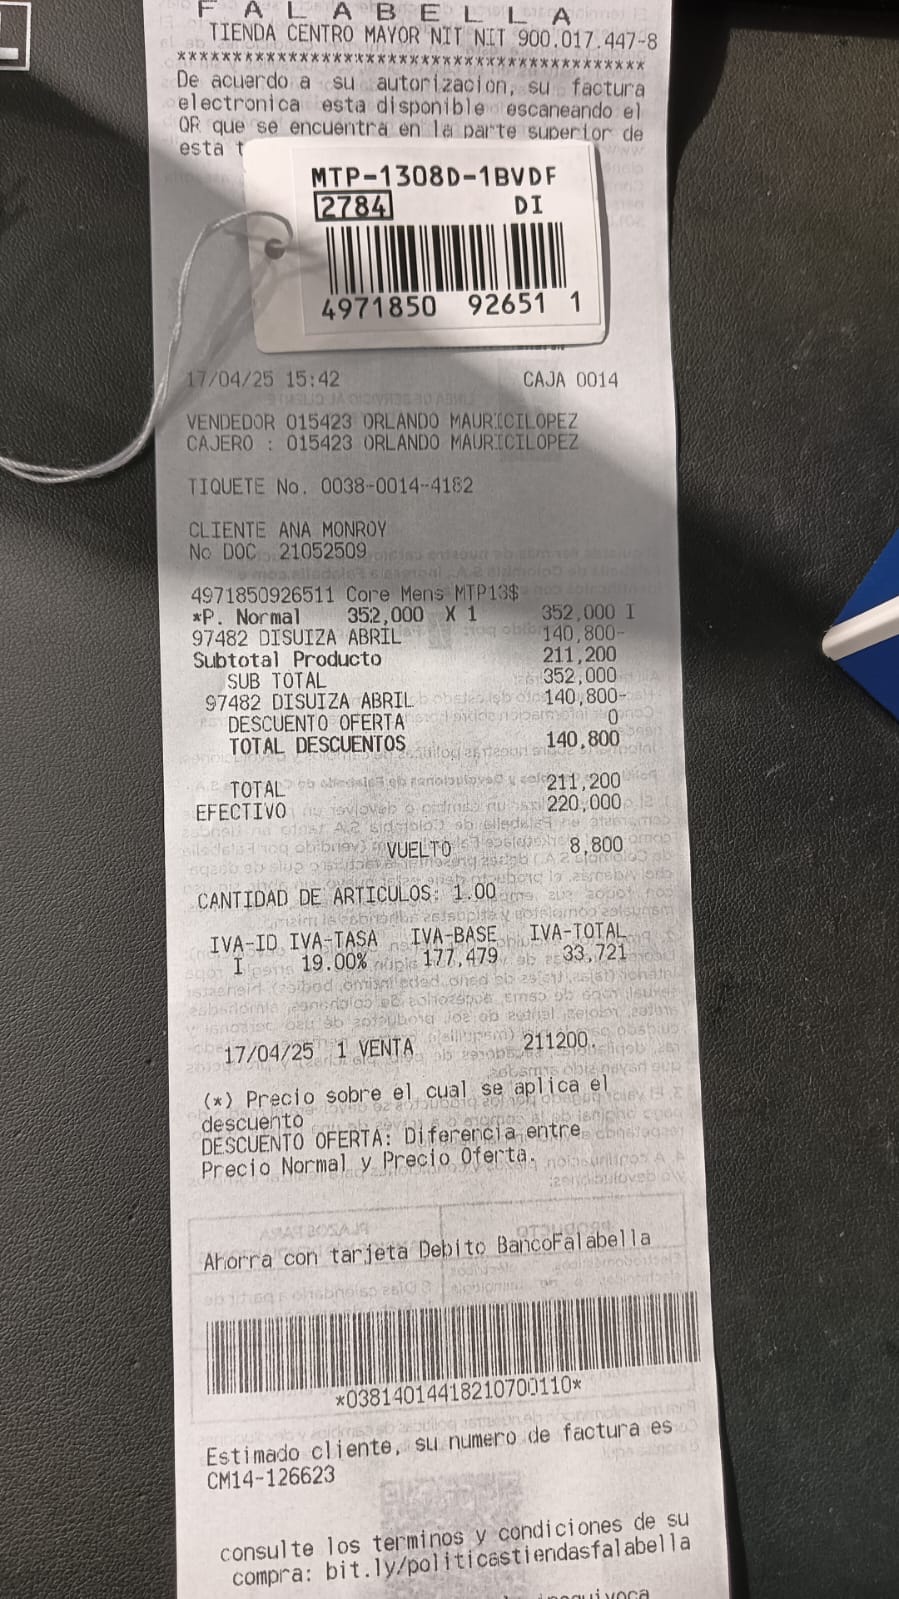 F A L A B E L L A
TIENDA CENTRO MAYOR NIT NIT 900.017.447-8
******************************************
De acuerdo a su autorizacion, su factura
electronica esta disponible escaneando el
QR que se encuentra en la parte superior de
esta t
MTP-1308D-1BVDF
2784 DI
4971850 92651 1
17/04/25 15:42 CAJA 0014
VENDEDOR 015423 ORLANDO MAURICILOPEZ
CAJERO : 015423 ORLANDO MAURICILOPEZ
TIQUETE No. 0038-0014-4182
CLIENTE ANA MONROY
No DOC. 21052509
4971850926511 Core Mens MTP13$
*P. Normal 352,000 X 1 352,000 I
97482 DISUIZA ABRIL 140,800-
Subtotal Producto 211,200
SUB TOTAL 352,000
97482 DISUIZA ABRIL 140,800-
DESCUENTO OFERTA 0
TOTAL DESCUENTOS 140,800
TOTAL 211,200
EFECTIVO 220,000
VUELTO 8,800
CANTIDAD DE ARTICULOS: 1.00
IVA-ID IVA-TASA IVA-BASE IVA-TOTAL
I 19.00% 177,479 33,721
17/04/25 1 VENTA 211200.
(*) Precio sobre el cual se aplica el
descuento
DESCUENTO OFERTA: Diferencia entre
Precio Normal y Precio Oferta.
Ahorra con tarjeta Debito BancoFalabella
*03814014418210700110*
Estimado cliente, su numero de factura es
CM14-126623
consulte los terminos y condiciones de su
compra: bit.ly/politicastiendasfalabella